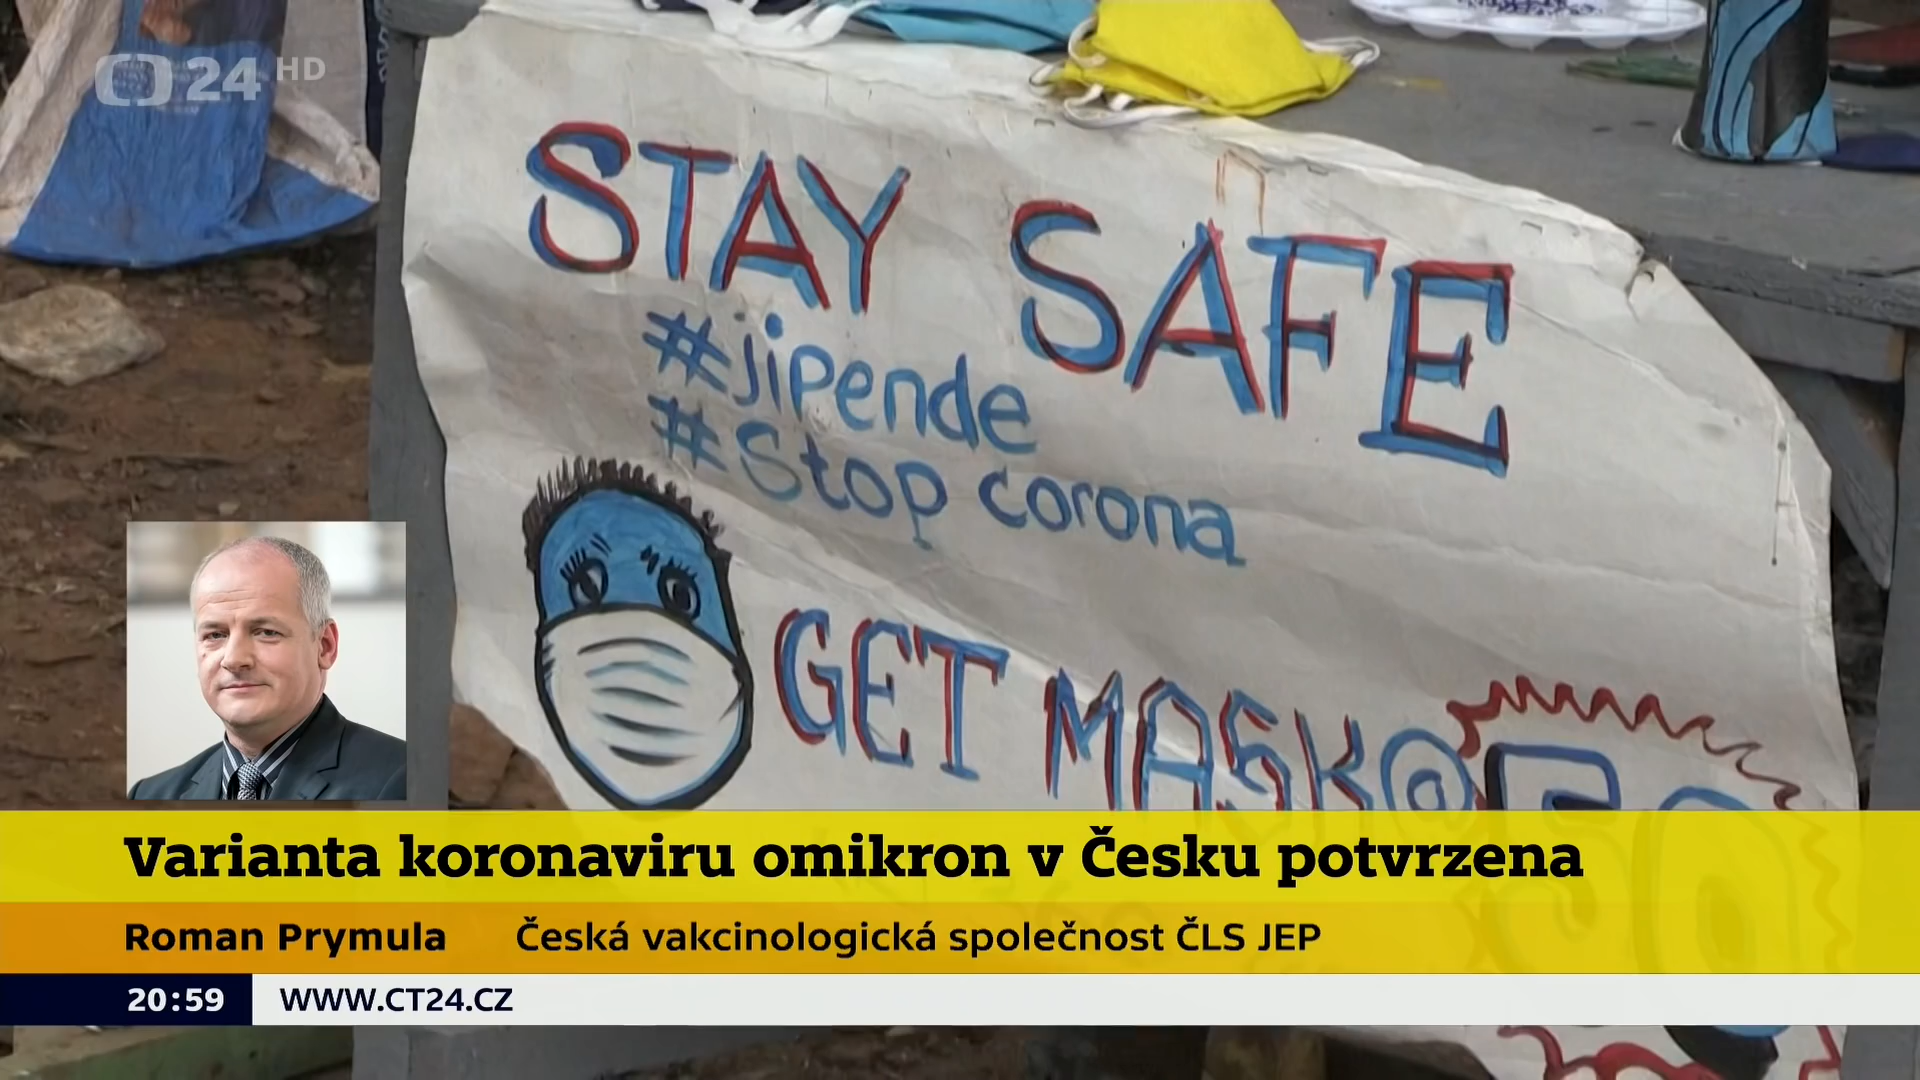 24 HD
STAY SAFE
#jipende
#Stop corona
GET MASK@
Varianta koronaviru omikron v Česku potvrzena
Roman Prymula Česká vakcinologická společnost ČLS JEP
20:59 WWW.CT24.CZ